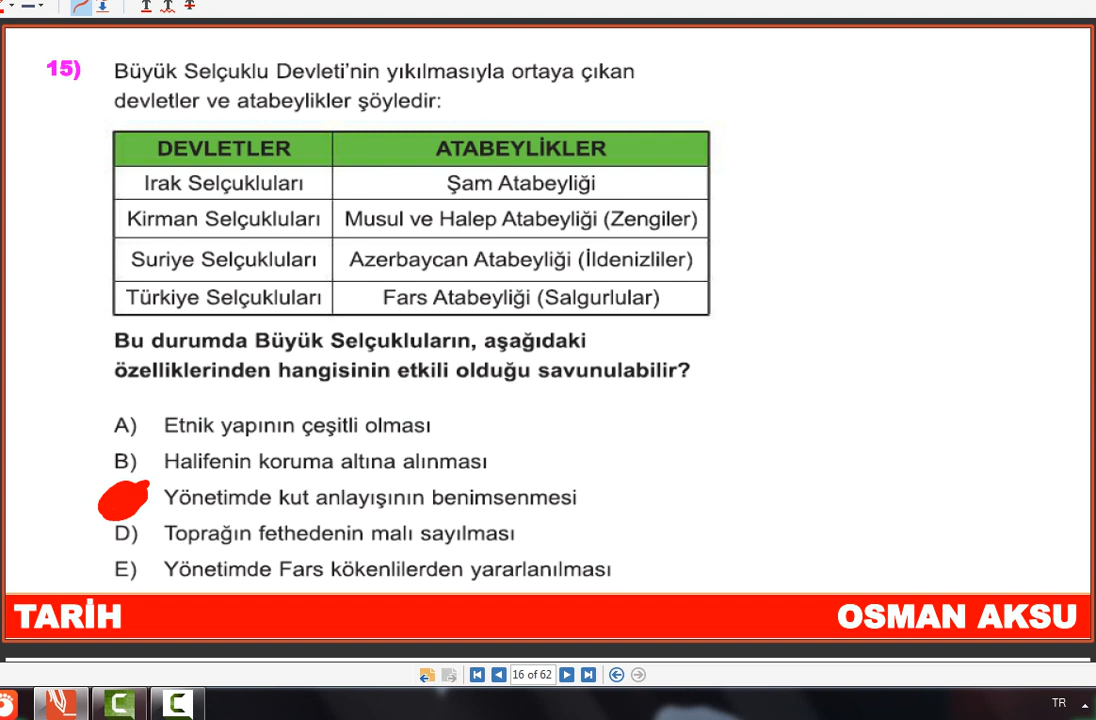 15) Büyük Selçuklu Devleti'nin yıkılmasıyla ortaya çıkan
devletler ve atabeylikler şöyledir:
DEVLETLER ATABEYLİKLER
Irak Selçukluları Şam Atabeyliği
Kirman Selçukluları Musul ve Halep Atabeyliği (Zengiler)
Suriye Selçukluları Azerbaycan Atabeyliği (İldenizliler)
Türkiye Selçukluları Fars Atabeyliği (Salgurlular)
Bu durumda Büyük Selçukluların, aşağıdaki
özelliklerinden hangisinin etkili olduğu savunulabilir?
A) Etnik yapının çeşitli olması
B) Halifenin koruma altına alınması
Yönetimde kut anlayışının benimsenmesi
D) Toprağın fethedenin malı sayılması
E) Yönetimde Fars kökenlilerden yararlanılması
TARİH OSMAN AKSU
16 of 62
TR